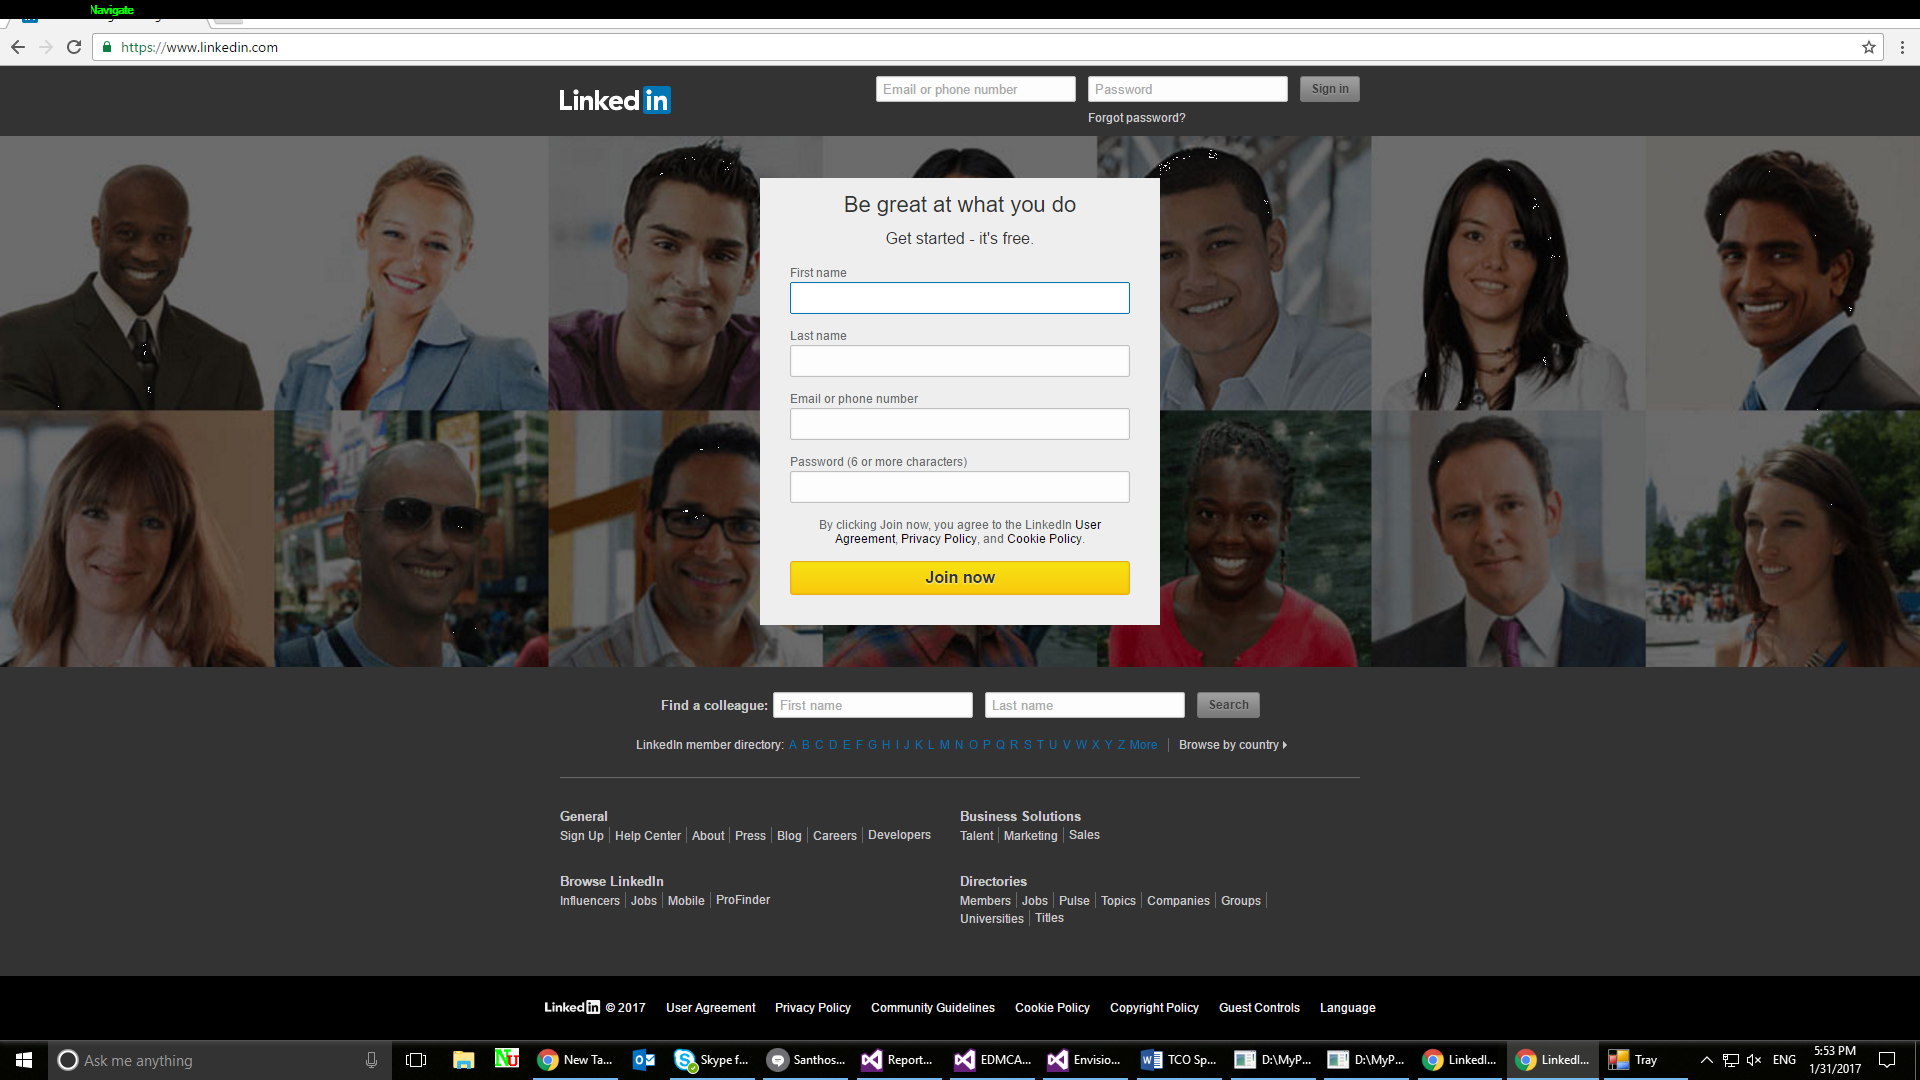 Navigate
https://www.linkedin.com
Linked in
Email or phone number
Password
Sign in
Forgot password?
Be great at what you do
Get started - it's free.
First name
Last name
Email or phone number
Password (6 or more characters)
By clicking Join now, you agree to the LinkedIn User
Agreement, Privacy Policy, and Cookie Policy.
Join now
Find a colleague: First name Last name Search
LinkedIn member directory: A B C D E F G H I J K L M N O P Q R S T U V W X Y Z More Browse by country
General
Sign Up Help Center About Press Blog Careers Developers
Business Solutions
Talent Marketing Sales
Browse LinkedIn
Influencers Jobs Mobile ProFinder
Directories
Members Jobs Pulse Topics Companies Groups
Universities Titles
Linked in © 2017 User Agreement Privacy Policy Community Guidelines Cookie Policy Copyright Policy Guest Controls Language
Ask me anything New Ta... Skype f... Santhos... Report... EDMCA... Envisio... TCO Sp... D:\MyP... D:\MyP... LinkedI... LinkedI... Tray ENG 5:53 PM
1/31/2017